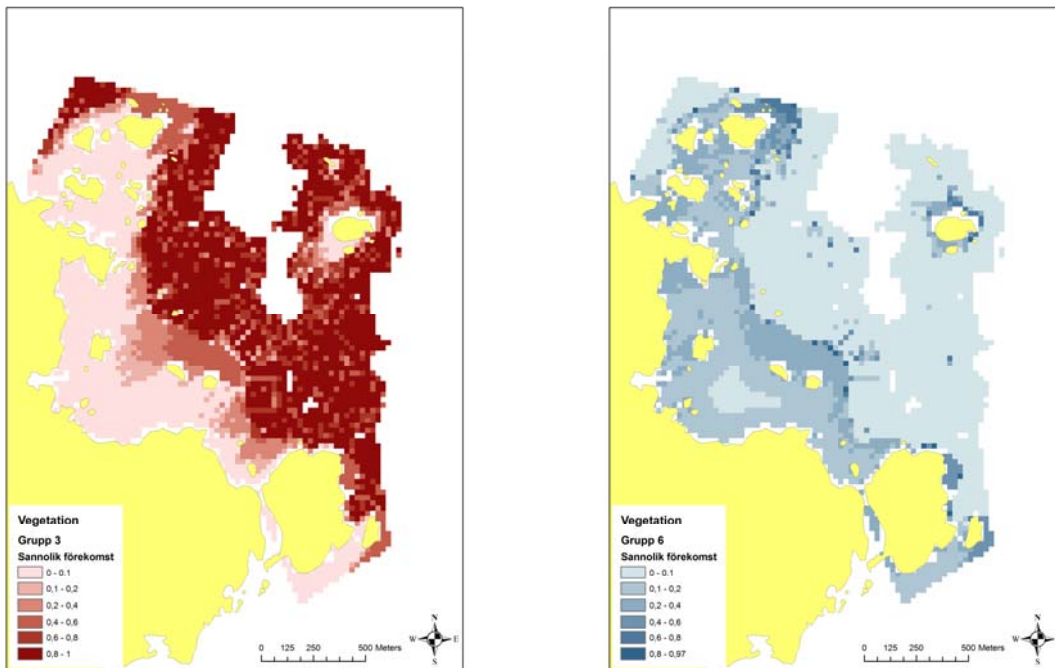 Vegetation
Grupp 3
Sannolik förekomst
0 - 0.1
0,1 - 0,2
0,2 - 0,4
0,4 - 0,6
0,6 - 0,8
0,8 - 1
0 125 250 500 Meters
N
W E
S
Vegetation
Grupp 6
Sannolik förekomst
0 - 0.1
0,1 - 0,2
0,2 - 0,4
0,4 - 0,6
0,6 - 0,8
0,8 - 0,97
0 125 250 500 Meters
N
W E
S